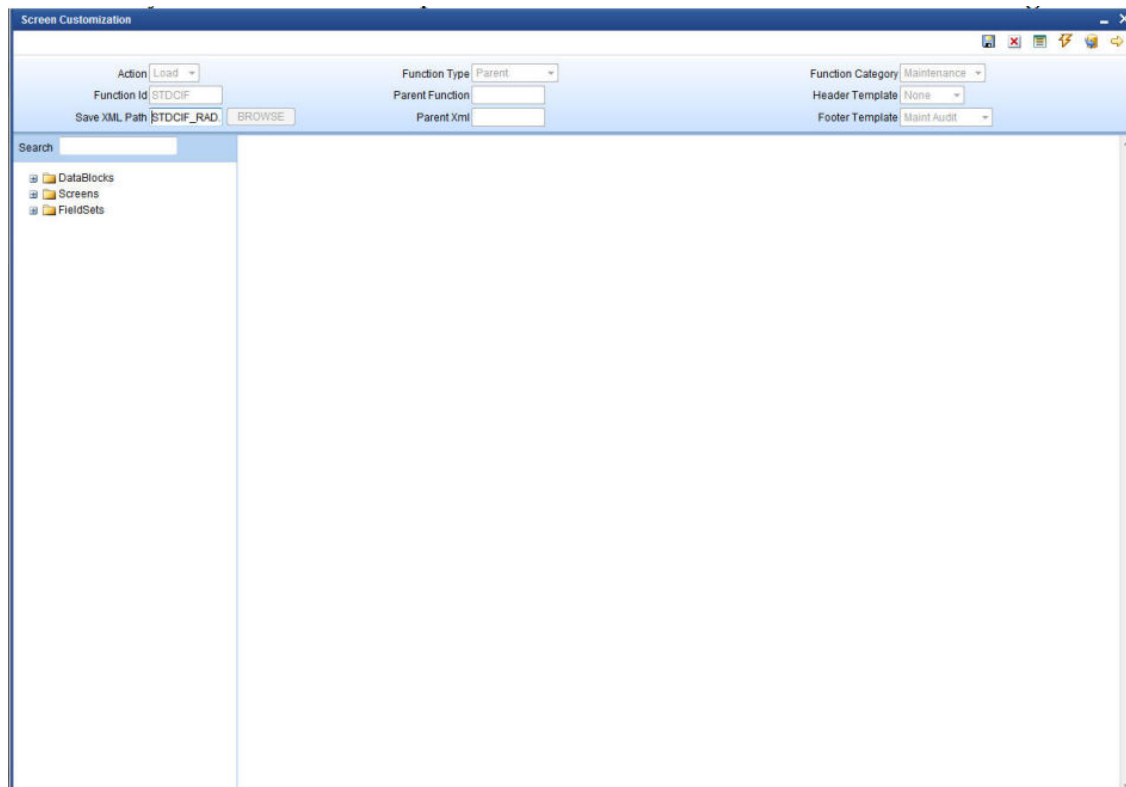 Screen Customization
Action Load Function Type Parent Function Category Maintenance
Function Id STDCIF Parent Function Header Template None
Save XML Path STDCIF_RAD. BROWSE Parent Xml Footer Template Maint Audit
Search
DataBlocks
Screens
FieldSets